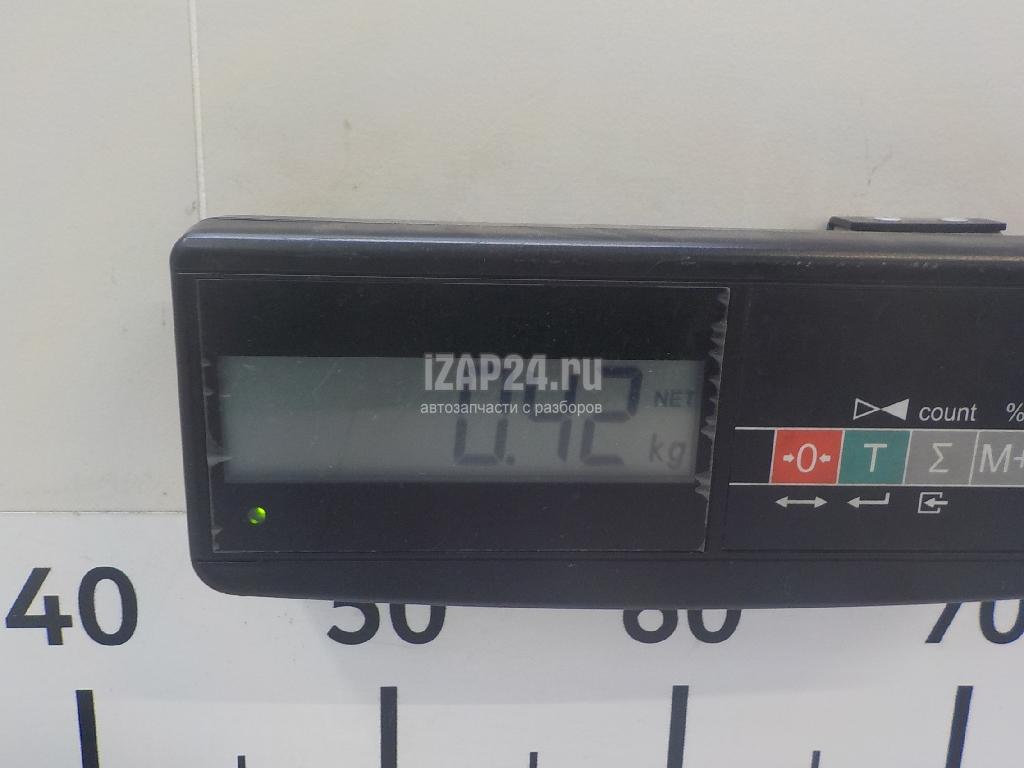 iZAP24.ru
автозапчасти с разборов
0.42 NET
kg
count %
→0← T Σ M+
40 50 60 70